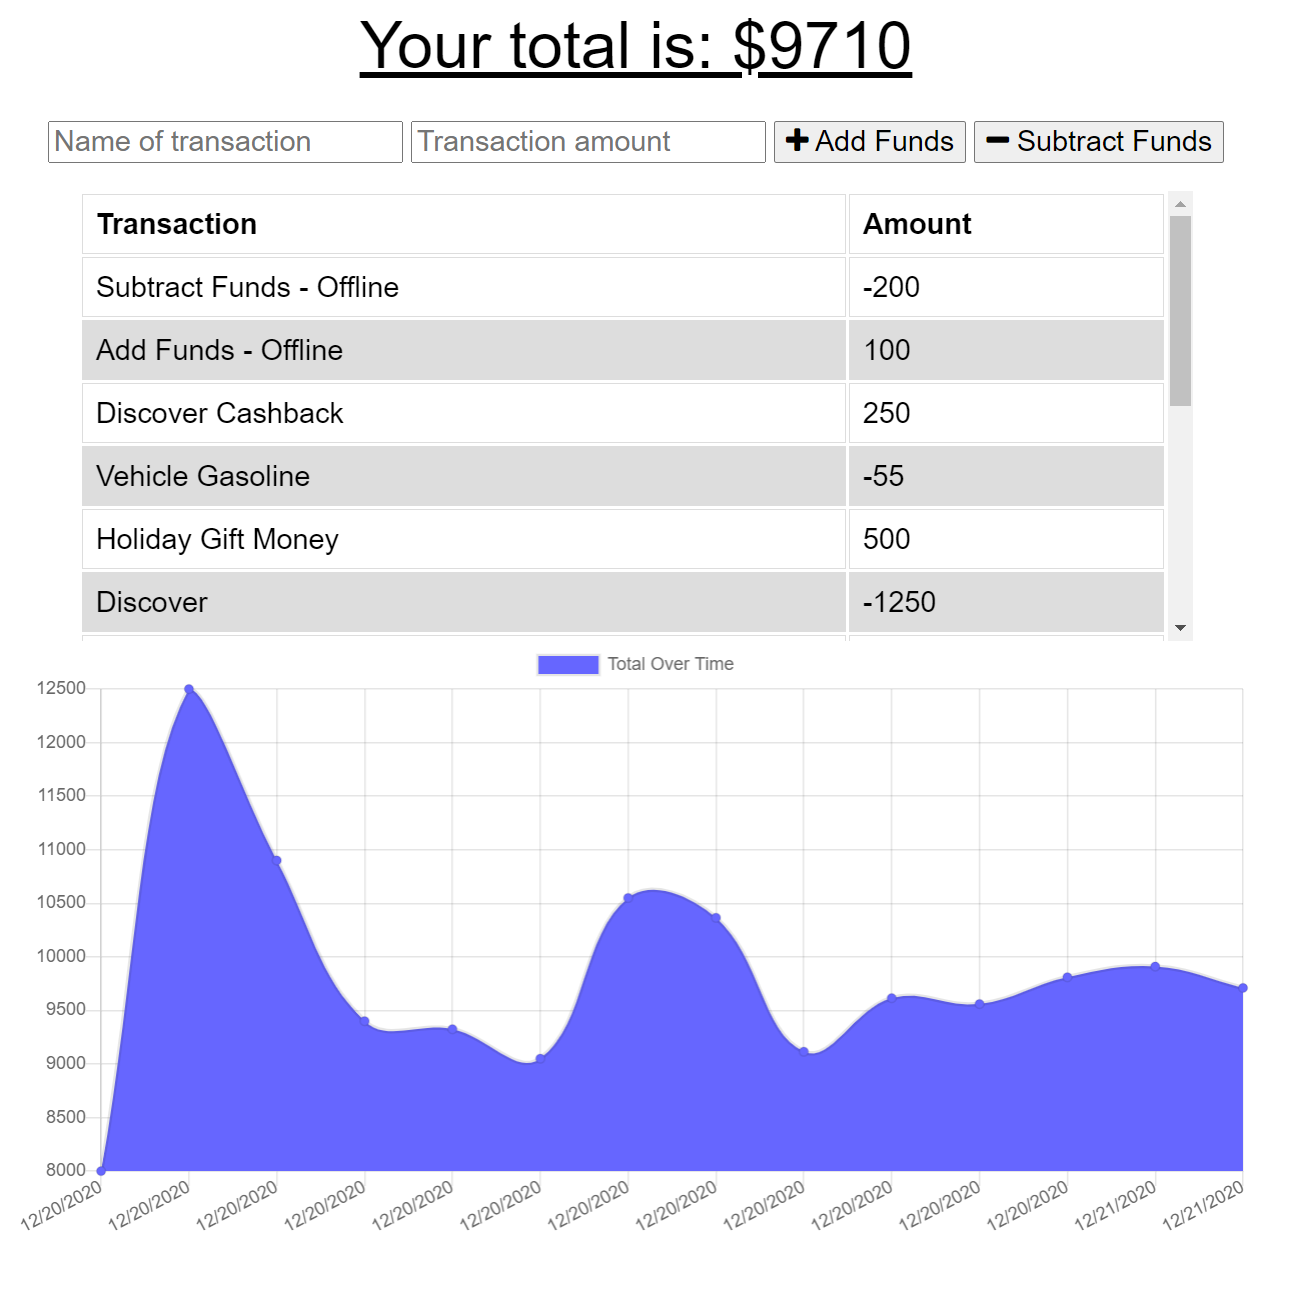 Your total is: $9710
Name of transaction Transaction amount Add Funds Subtract Funds
Transaction Amount
Subtract Funds - Offline -200
Add Funds - Offline 100
Discover Cashback 250
Vehicle Gasoline -55
Holiday Gift Money 500
Discover -1250
Total Over Time
12500
12000
11500
11000
10500
10000
9500
9000
8500
8000
12/20/2020 12/20/2020 12/20/2020 12/20/2020 12/20/2020 12/20/2020 12/20/2020 12/20/2020 12/20/2020 12/20/2020 12/20/2020 12/20/2020 12/21/2020 12/21/2020